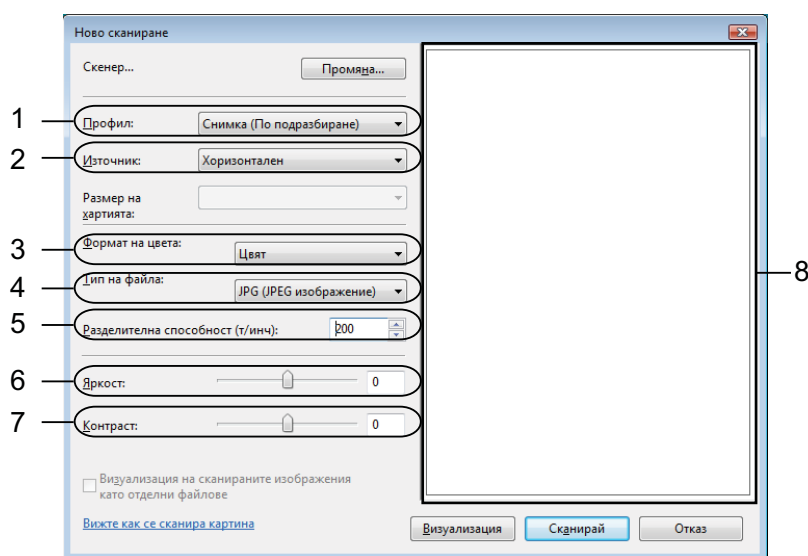 Ново сканиране
Скенер...
Промяна...
1
Профил:
Снимка (По подразбиране)
2
Източник:
Хоризонтален
Размер на
хартията:
3
Формат на цвета:
Цвят
4
Тип на файла:
JPG (JPEG изображение)
5
Разделителна способност (т/инч):
200
6
Яркост:
0
7
Контраст:
0
8
Визуализация на сканираните изображения
като отделни файлове
Вижте как се сканира картина
Визуализация
Сканирай
Отказ